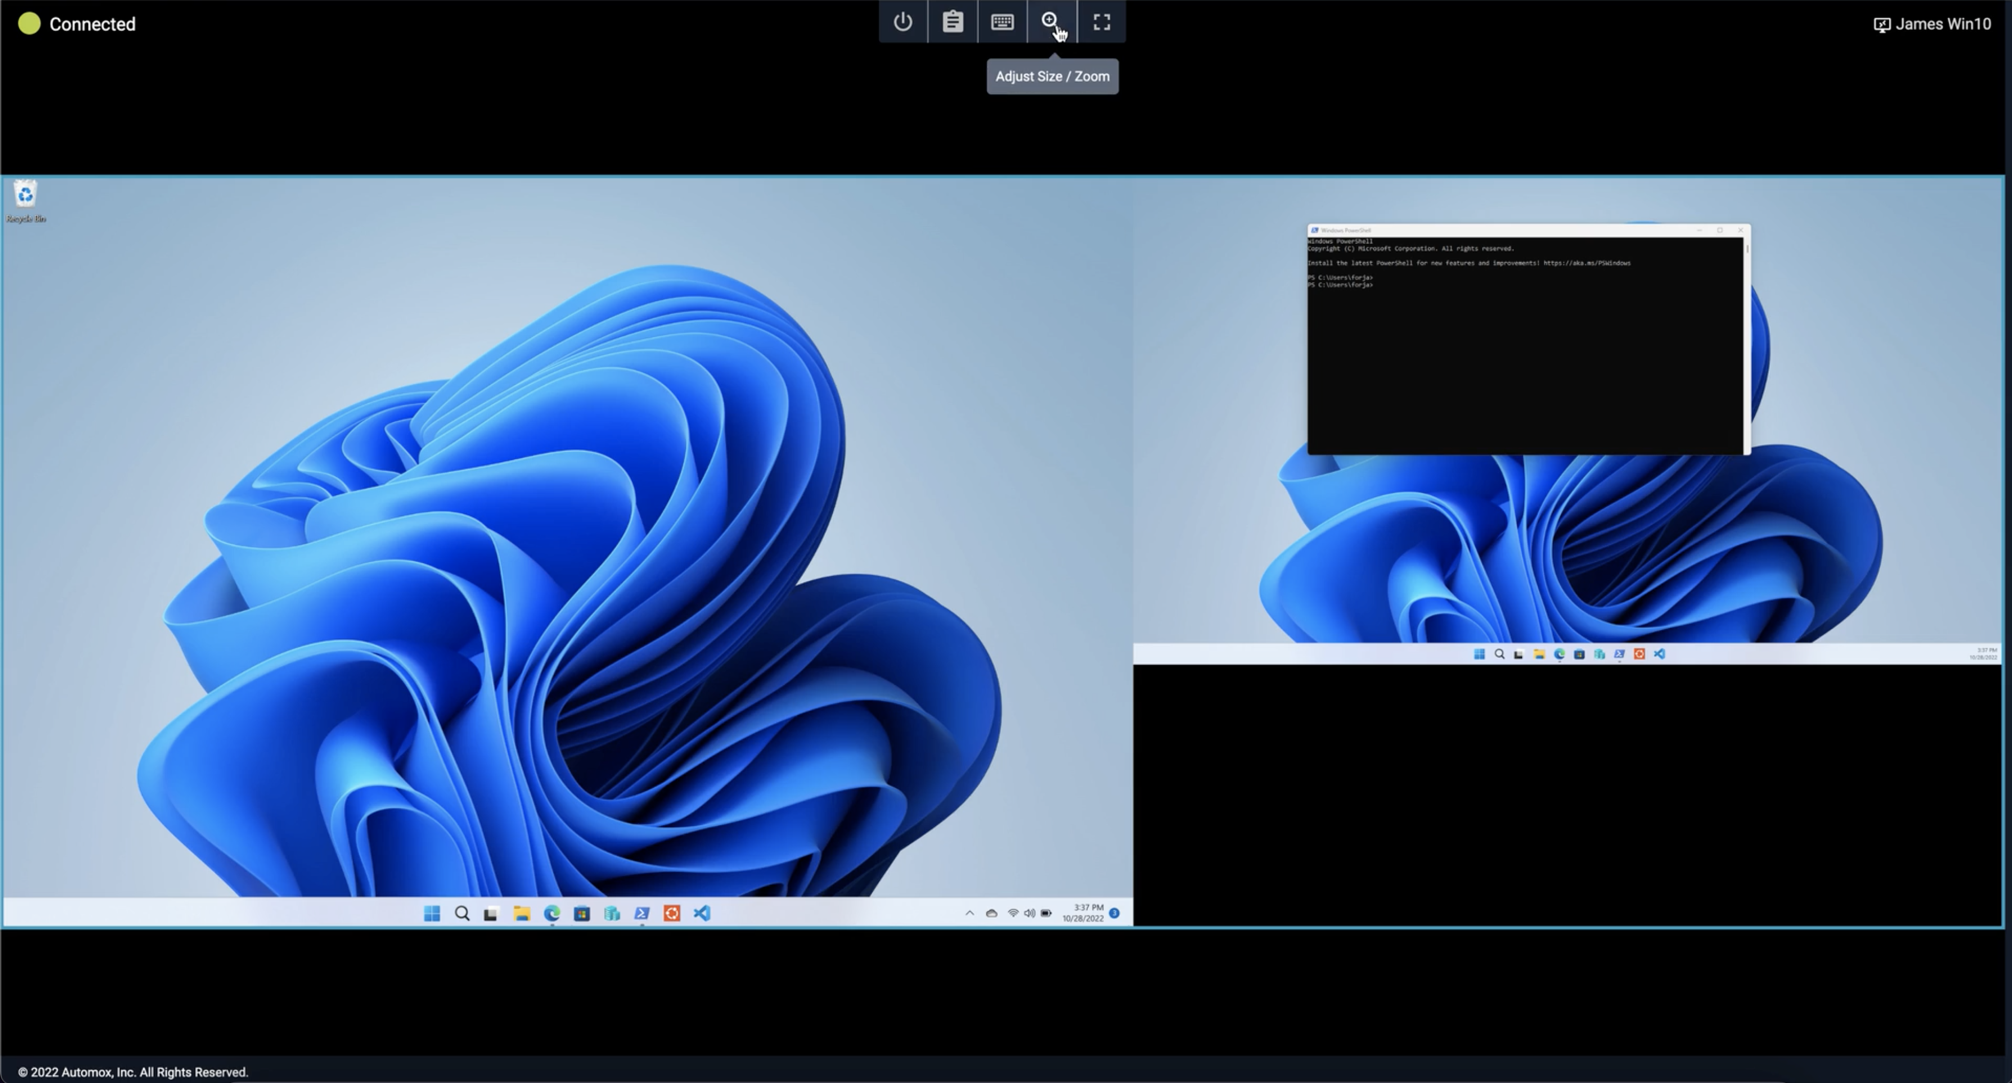 Connected
James Win10
Adjust Size / Zoom
Recycle Bin
Windows PowerShell
Windows PowerShell
Copyright (C) Microsoft Corporation. All rights reserved.
Install the latest PowerShell for new features and improvements! https://aka.ms/PSWindows
PS C:\Users\forja>
PS C:\Users\forja>
3:37 PM
10/28/2022
3:37 PM
10/28/2022
3
© 2022 Automox, Inc. All Rights Reserved.